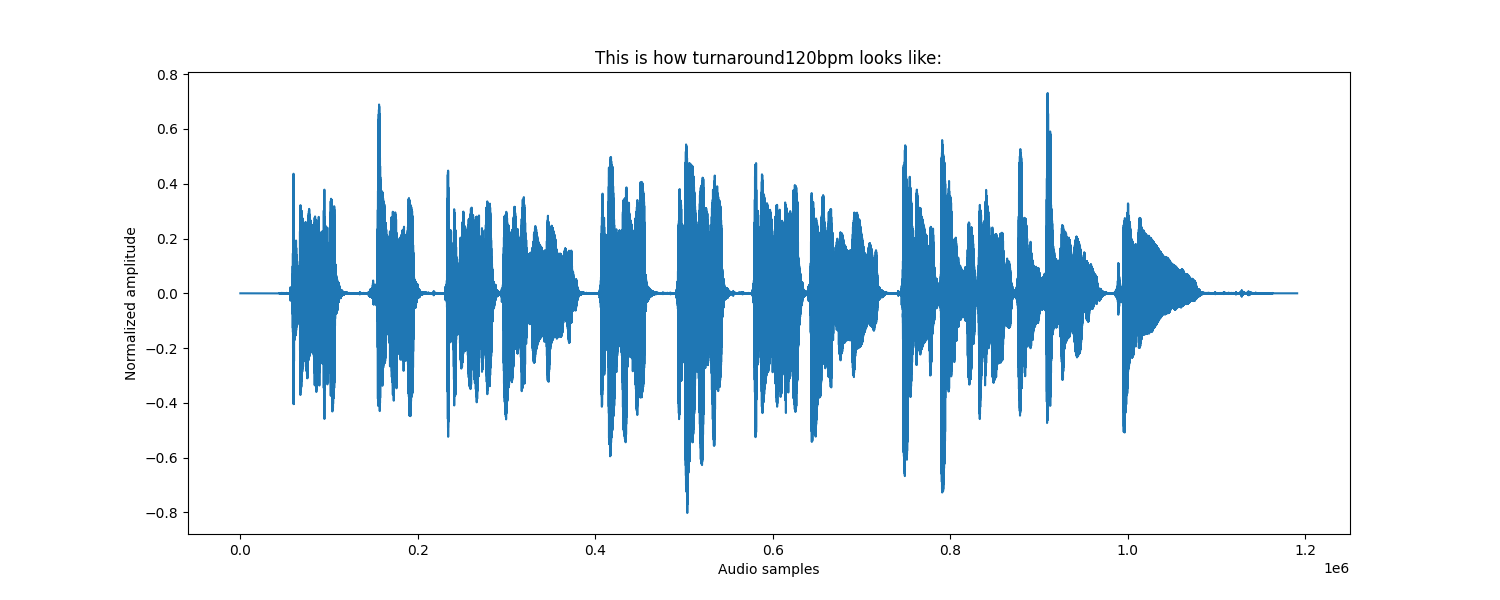 This is how turnaround120bpm looks like:
Normalized amplitude
0.8
0.6
0.4
0.2
0.0
−0.2
−0.4
−0.6
−0.8
0.0 0.2 0.4 0.6 0.8 1.0 1.2
1e6
Audio samples